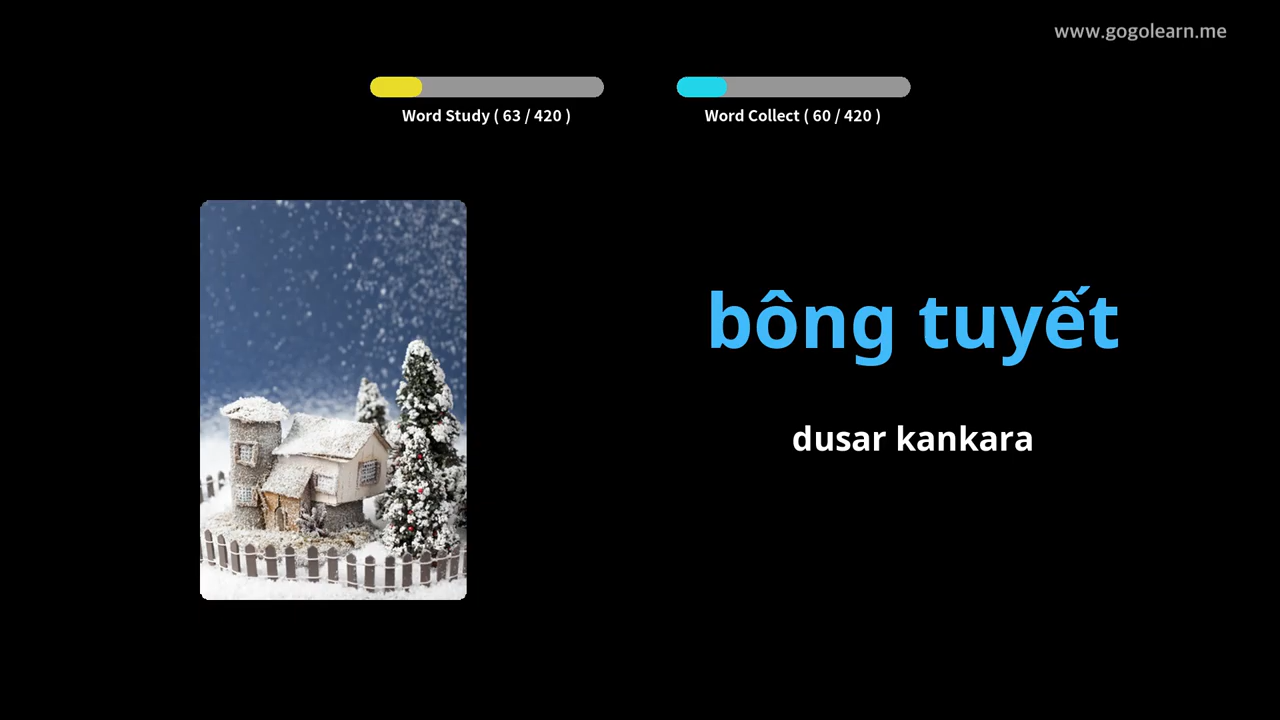 www.gogolearn.me
Word Study ( 63 / 420 )
Word Collect ( 60 / 420 )
bông tuyết
dusar kankara